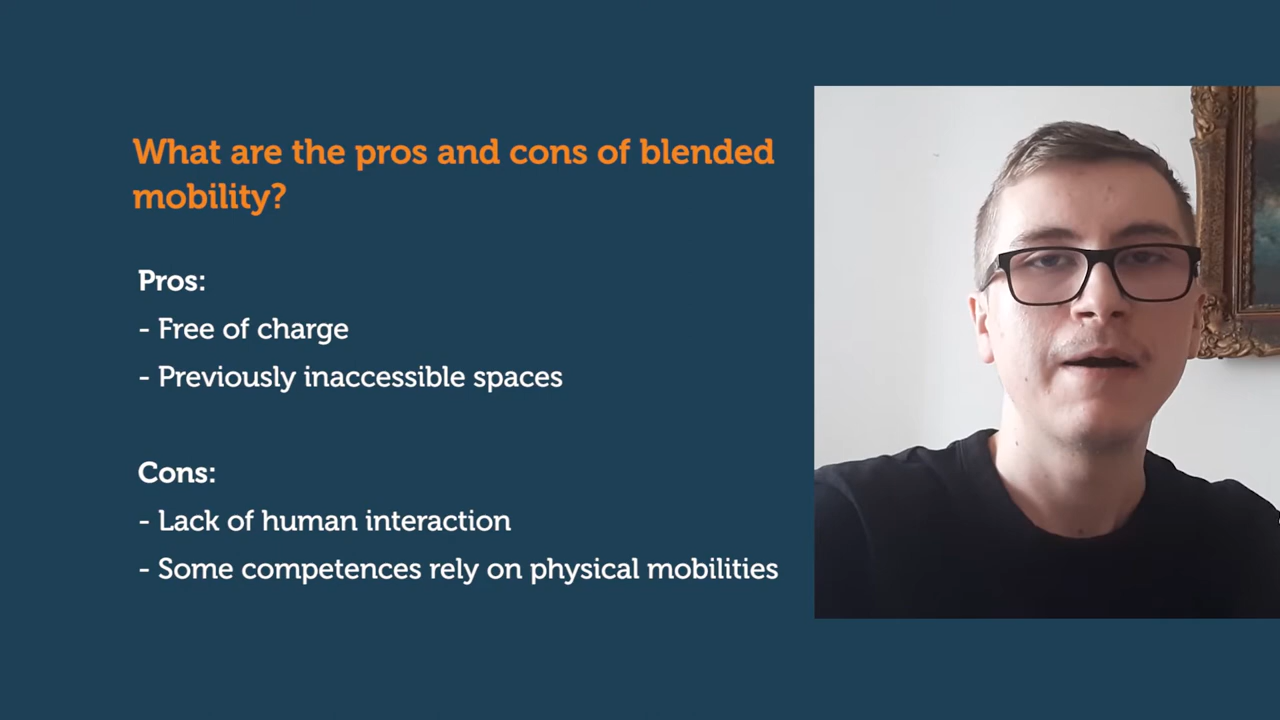 What are the pros and cons of blended
mobility?
Pros:
- Free of charge
- Previously inaccessible spaces
Cons:
- Lack of human interaction
- Some competences rely on physical mobilities